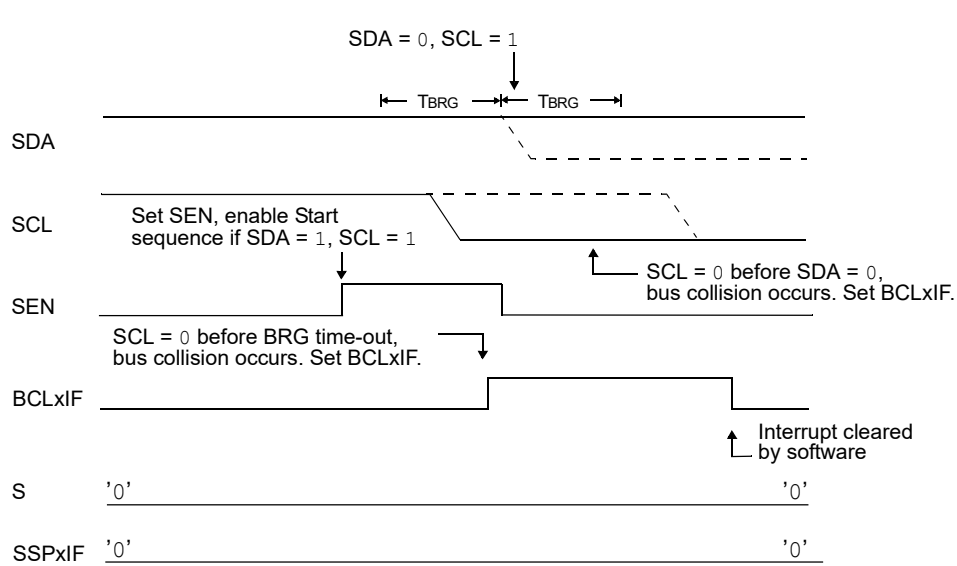 SDA = 0, SCL = 1
TBRG TBRG
SDA
SCL
Set SEN, enable Start
sequence if SDA = 1, SCL = 1
SCL = 0 before SDA = 0,
bus collision occurs. Set BCLxIF.
SEN
SCL = 0 before BRG time-out,
bus collision occurs. Set BCLxIF.
BCLxIF
Interrupt cleared
by software
S '0' '0'
SSPxIF '0' '0'